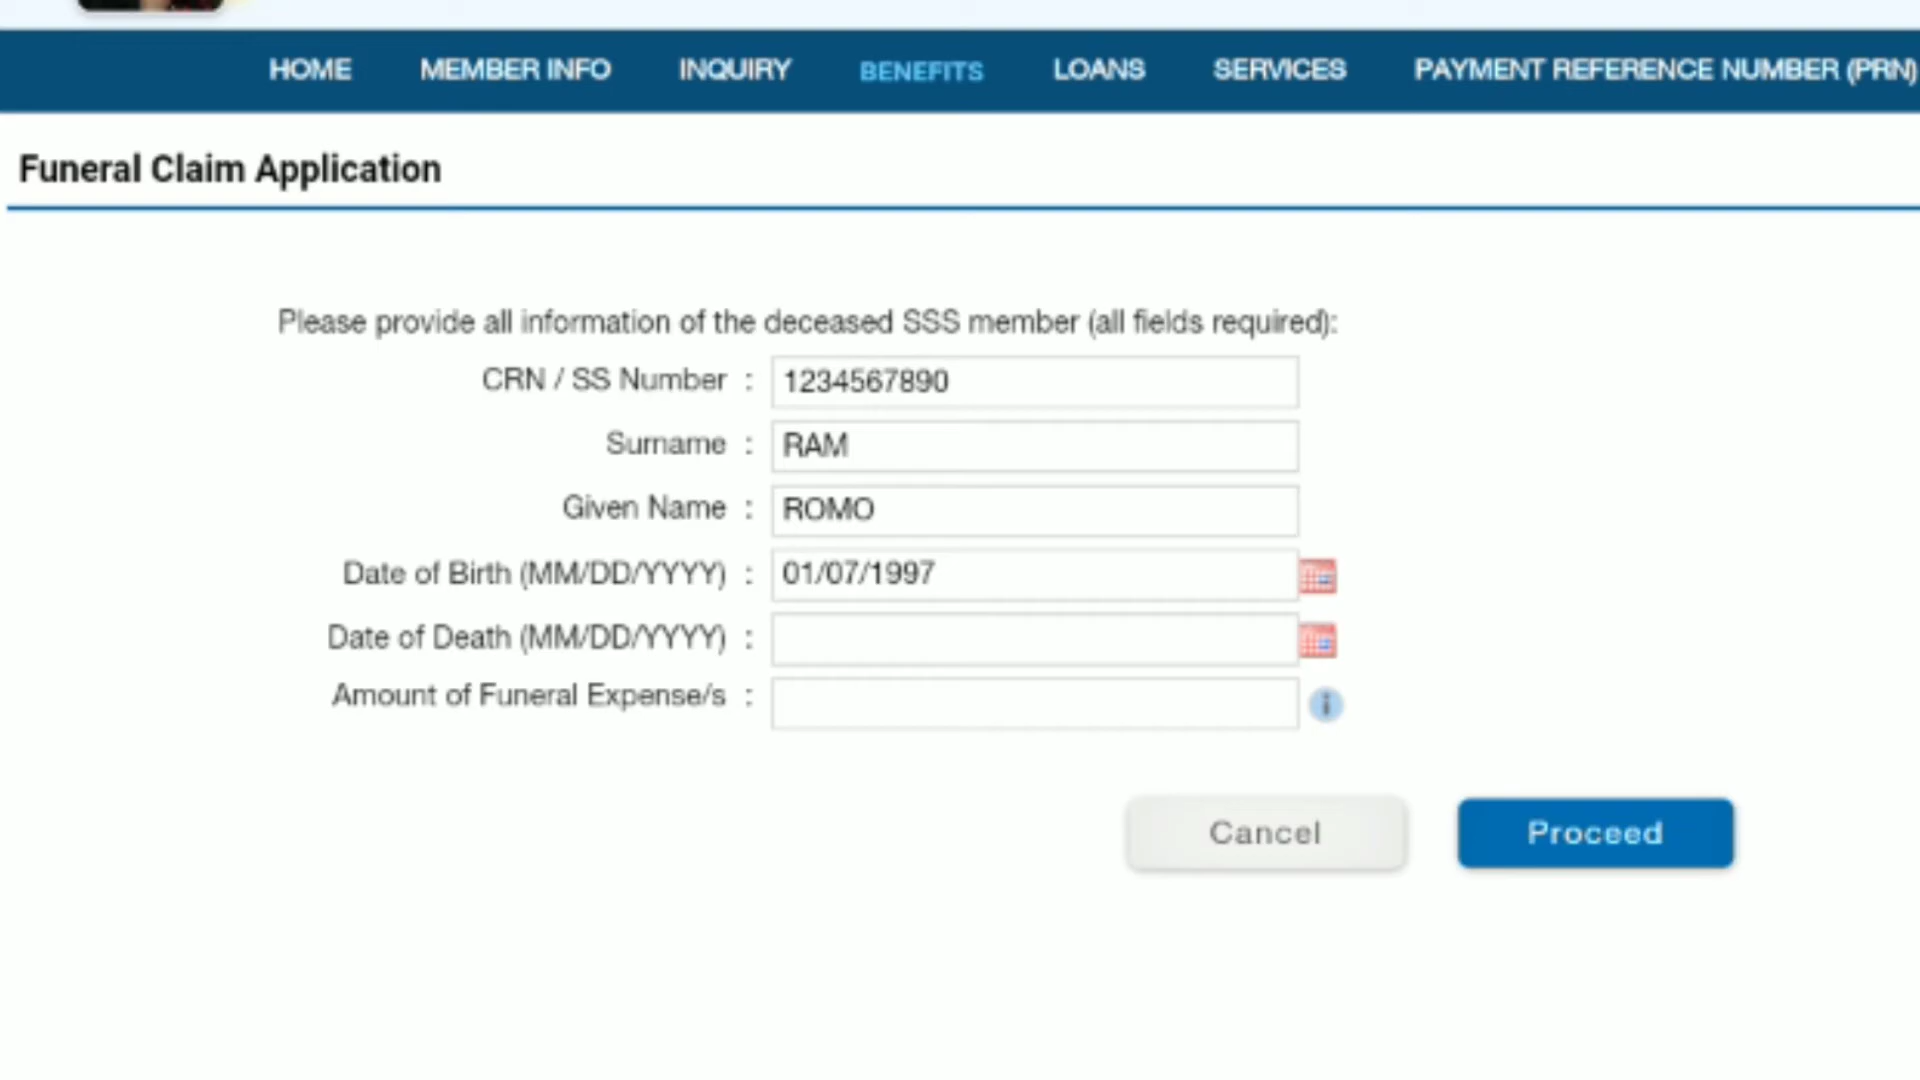 HOME MEMBER INFO INQUIRY BENEFITS LOANS SERVICES PAYMENT REFERENCE NUMBER (PRN)
Funeral Claim Application
Please provide all information of the deceased SSS member (all fields required):
CRN / SS Number : 1234567890
Surname : RAM
Given Name : ROMO
Date of Birth (MM/DD/YYYY) : 01/07/1997
Date of Death (MM/DD/YYYY) :
Amount of Funeral Expense/s :
Cancel Proceed